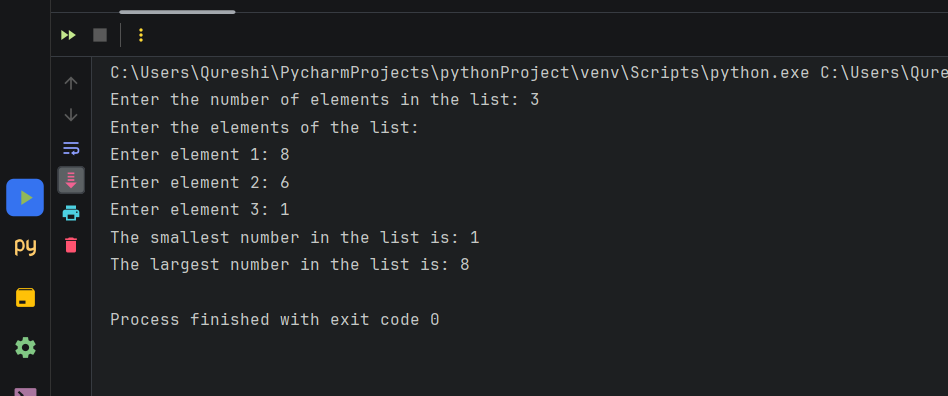 C:\Users\Qureshi\PycharmProjects\pythonProject\venv\Scripts\python.exe C:\Users\Qure
Enter the number of elements in the list: 3
Enter the elements of the list:
Enter element 1: 8
Enter element 2: 6
Enter element 3: 1
The smallest number in the list is: 1
The largest number in the list is: 8
py
Process finished with exit code 0